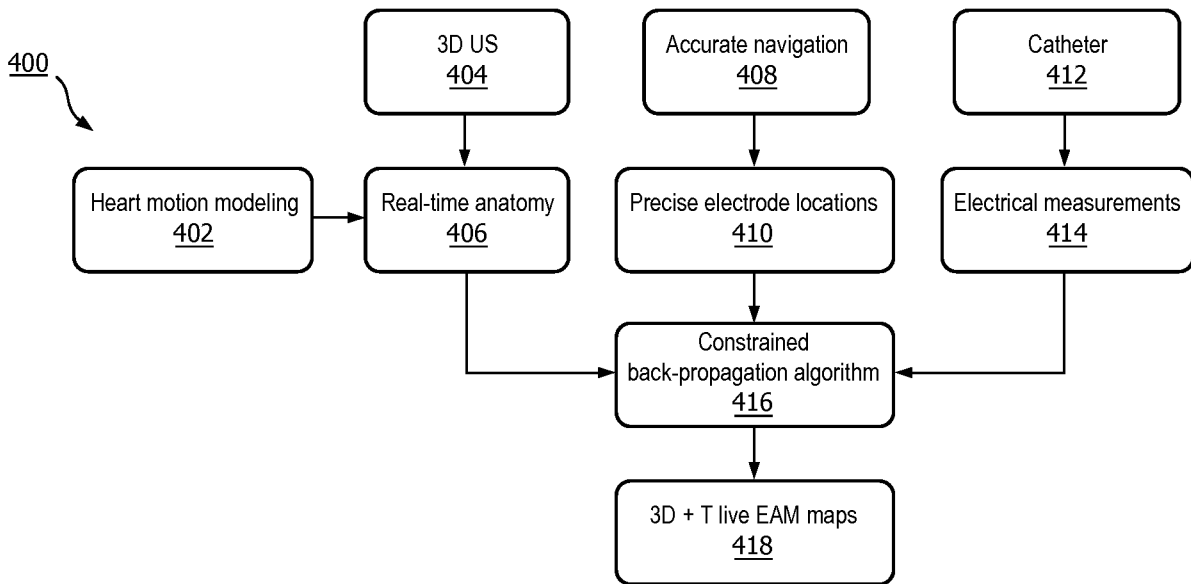 400
3D US
404
Accurate navigation
408
Catheter
412
Heart motion modeling
402
Real-time anatomy
406
Precise electrode locations
410
Electrical measurements
414
Constrained
back-propagation algorithm
416
3D + T live EAM maps
418